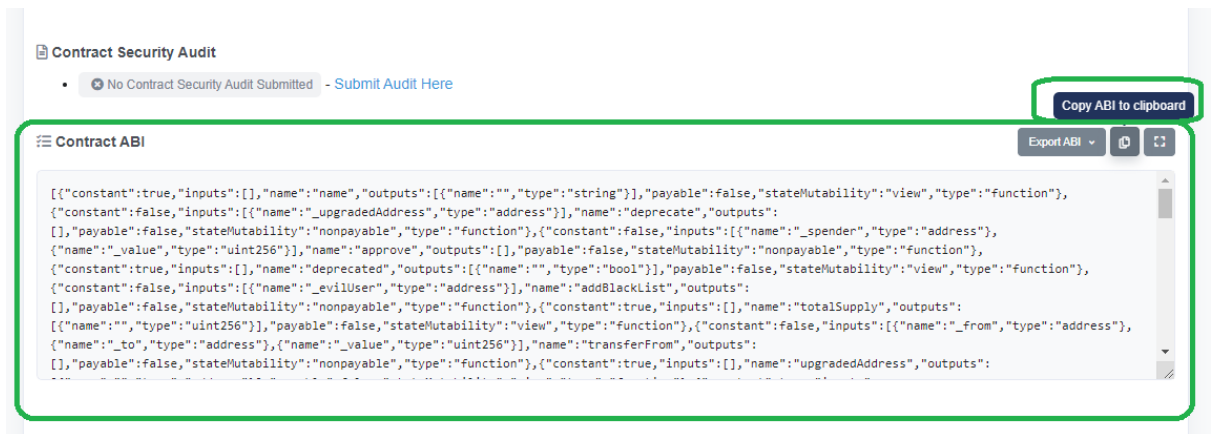 Contract Security Audit
No Contract Security Audit Submitted - Submit Audit Here
Copy ABI to clipboard
Contract ABI
Export ABI
[{"constant":true,"inputs":[],"name":"name","outputs":[{"name":"","type":"string"}],"payable":false,"stateMutability":"view","type":"function"},
{"constant":false,"inputs":[{"name":"_upgradedAddress","type":"address"}],"name":"deprecate","outputs":
[],"payable":false,"stateMutability":"nonpayable","type":"function"},{"constant":false,"inputs":[{"name":"_spender","type":"address"},
{"name":"_value","type":"uint256"}],"name":"approve","outputs":[],"payable":false,"stateMutability":"nonpayable","type":"function"},
{"constant":true,"inputs":[],"name":"deprecated","outputs":[{"name":"","type":"bool"}],"payable":false,"stateMutability":"view","type":"function"},
{"constant":false,"inputs":[{"name":"_evilUser","type":"address"}],"name":"addBlackList","outputs":
[],"payable":false,"stateMutability":"nonpayable","type":"function"},{"constant":true,"inputs":[],"name":"totalSupply","outputs":
[{"name":"","type":"uint256"}],"payable":false,"stateMutability":"view","type":"function"},{"constant":false,"inputs":[{"name":"_from","type":"address"},
{"name":"_to","type":"address"},{"name":"_value","type":"uint256"}],"name":"transferFrom","outputs":
[],"payable":false,"stateMutability":"nonpayable","type":"function"},{"constant":true,"inputs":[],"name":"upgradedAddress","outputs":